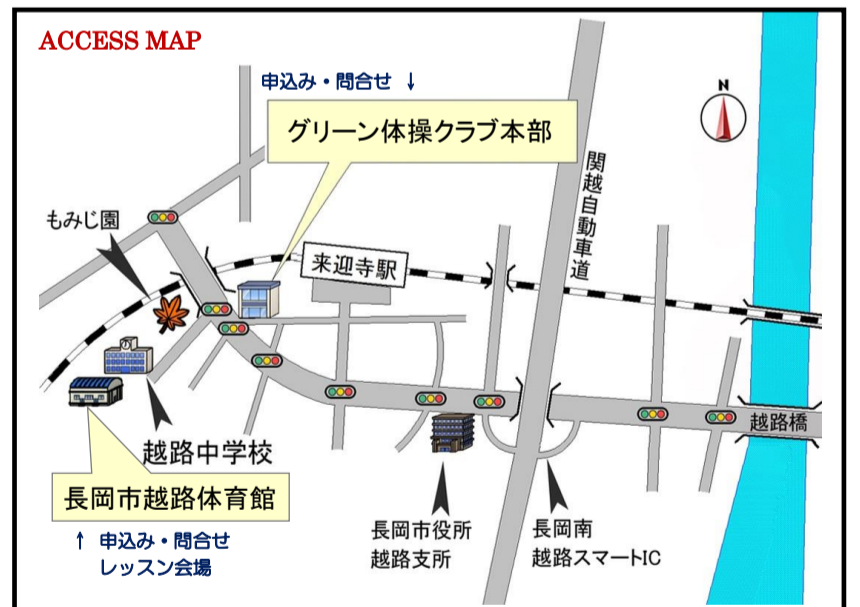 ACCESS MAP
申込み・問合せ ↓
グリーン体操クラブ本部
N
関越自動車道
もみじ園
来迎寺駅
越路橋
越路中学校
長岡市越路体育館
↑ 申込み・問合せ
レッスン会場
長岡市役所
越路支所
長岡南
越路スマートIC